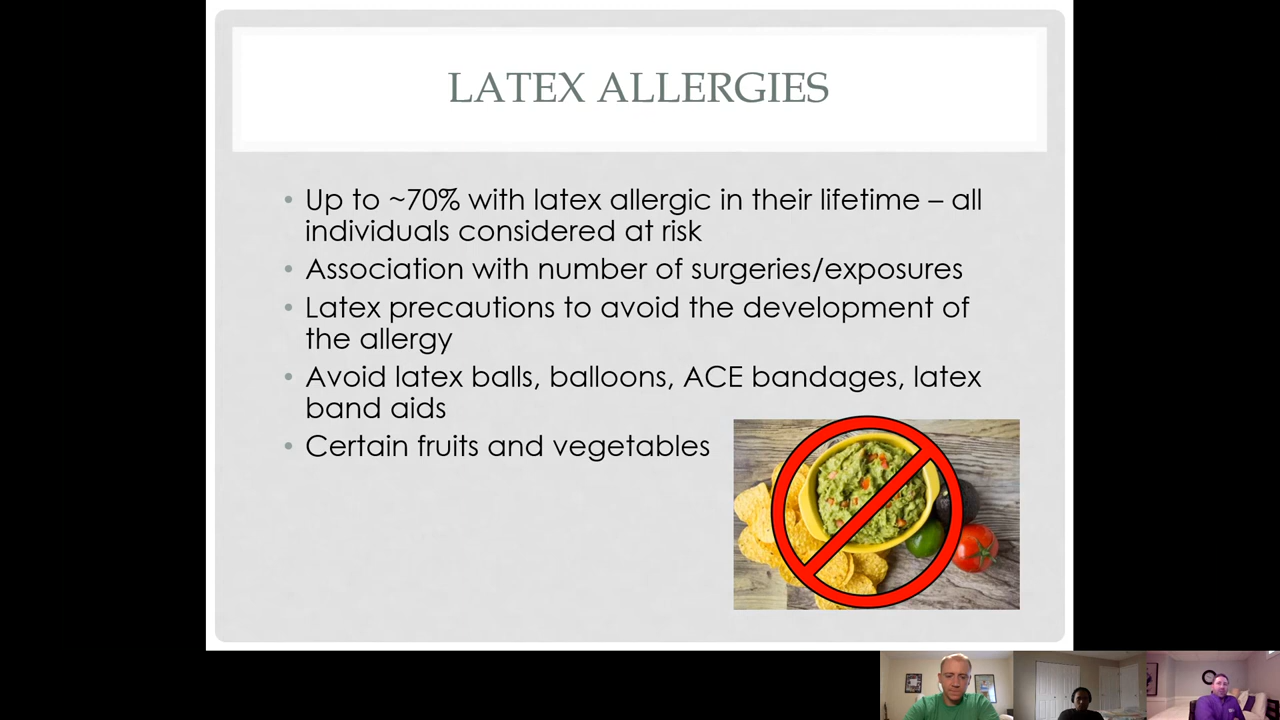 LATEX ALLERGIES
• Up to ~70% with latex allergic in their lifetime – all
individuals considered at risk
• Association with number of surgeries/exposures
• Latex precautions to avoid the development of
the allergy
• Avoid latex balls, balloons, ACE bandages, latex
band aids
• Certain fruits and vegetables